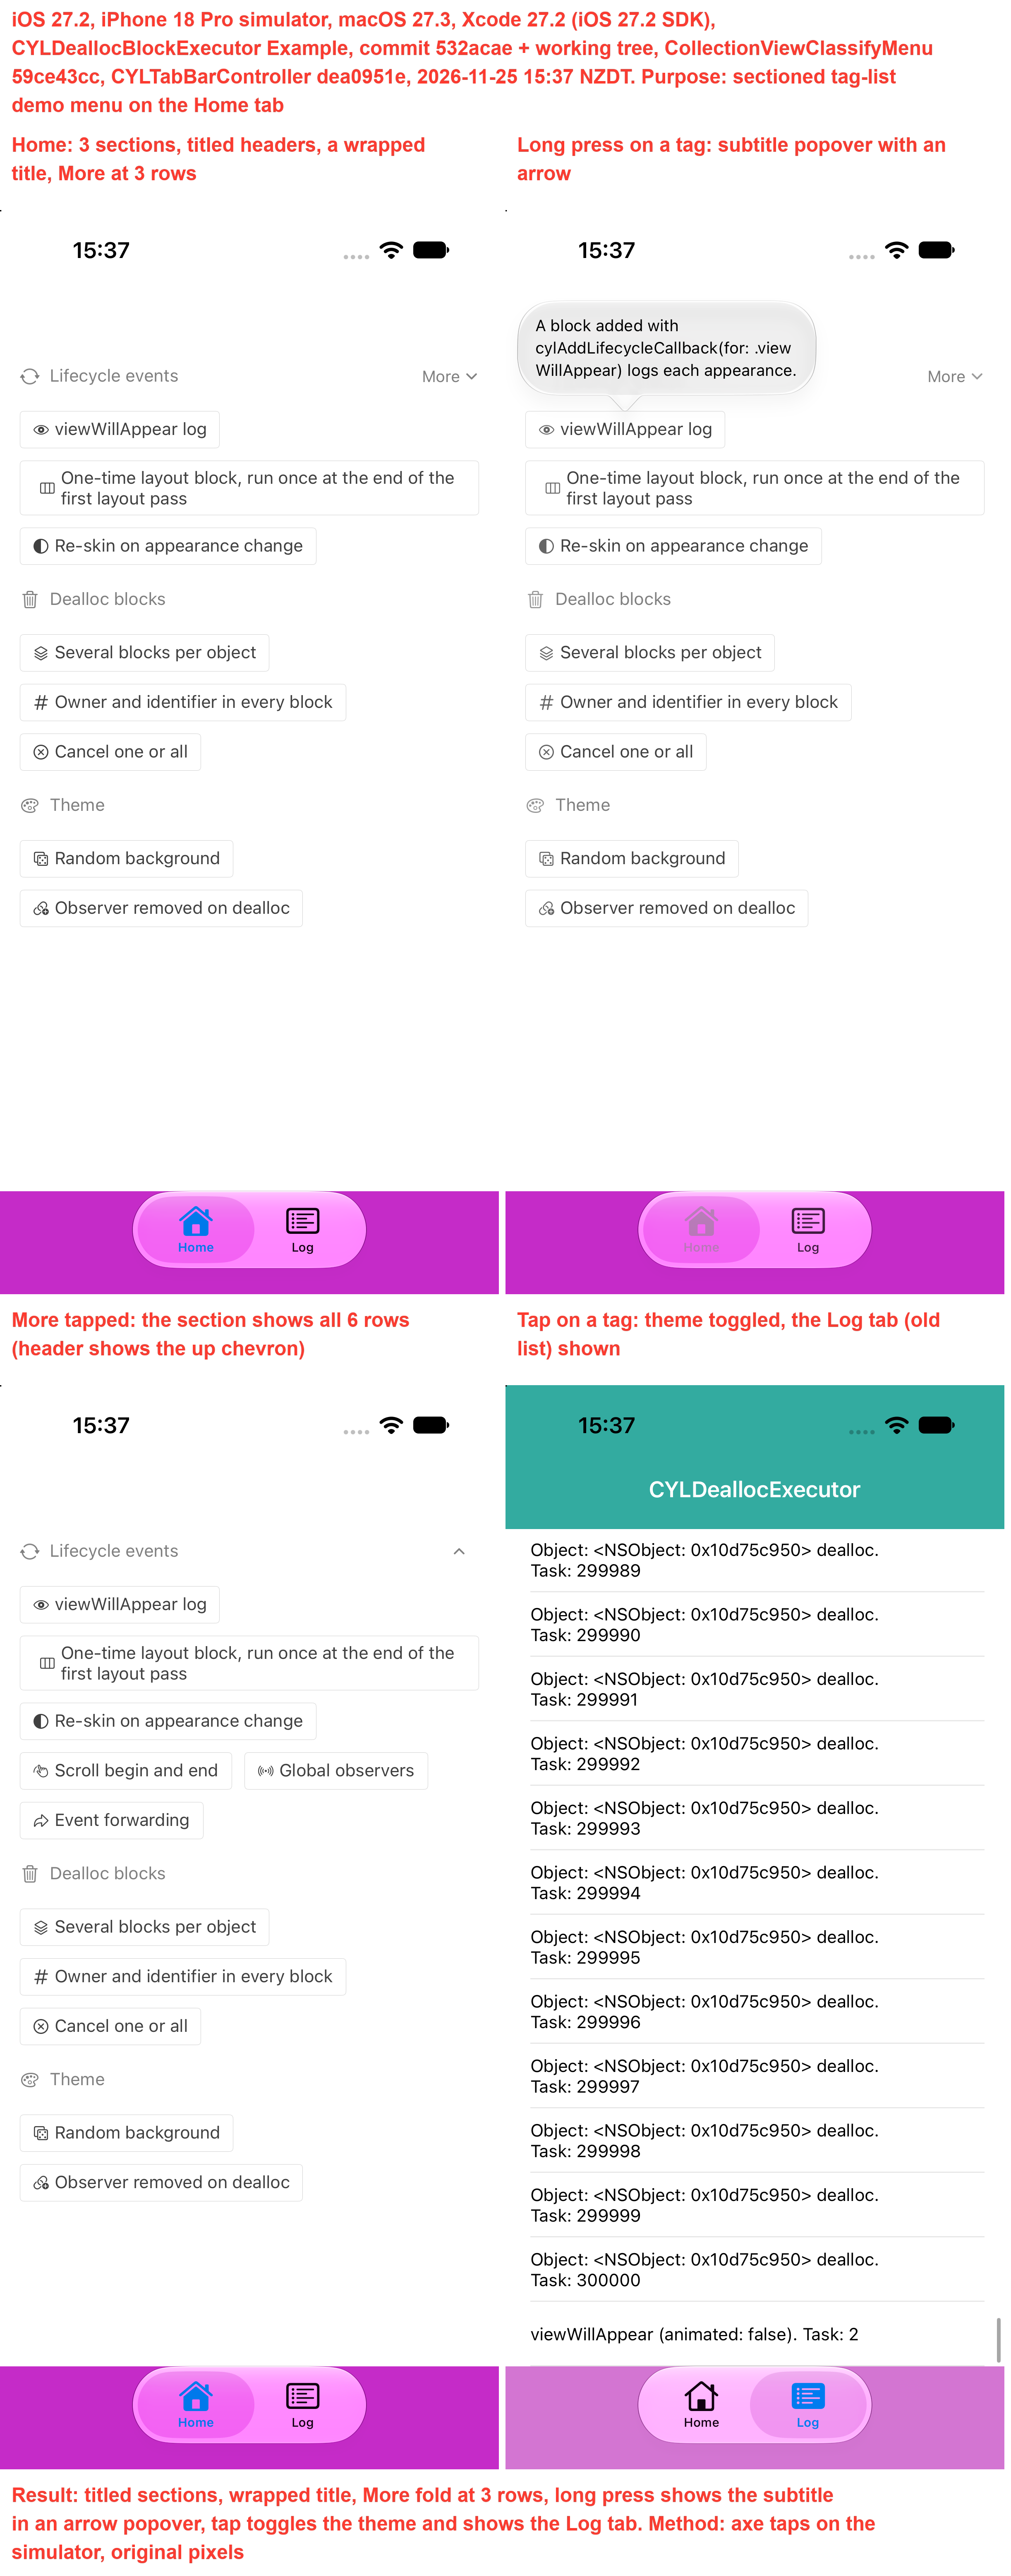 iOS 27.2, iPhone 18 Pro simulator, macOS 27.3, Xcode 27.2 (iOS 27.2 SDK),
CYLDeallocBlockExecutor Example, commit 532acae + working tree, CollectionViewClassifyMenu
59ce43cc, CYLTabBarController dea0951e, 2026-11-25 15:37 NZDT. Purpose: sectioned tag-list
demo menu on the Home tab
Home: 3 sections, titled headers, a wrapped
title, More at 3 rows
15:37
Lifecycle events
More
viewWillAppear log
One-time layout block, run once at the end of the
first layout pass
Re-skin on appearance change
Dealloc blocks
Several blocks per object
Owner and identifier in every block
Cancel one or all
Theme
Random background
Observer removed on dealloc
Home
Log
Long press on a tag: subtitle popover with an
arrow
15:37
A block added with
cylAddLifecycleCallback(for: .view
WillAppear) logs each appearance.
More
viewWillAppear log
One-time layout block, run once at the end of the
first layout pass
Re-skin on appearance change
Dealloc blocks
Several blocks per object
Owner and identifier in every block
Cancel one or all
Theme
Random background
Observer removed on dealloc
Home
Log
More tapped: the section shows all 6 rows
(header shows the up chevron)
15:37
Lifecycle events
viewWillAppear log
One-time layout block, run once at the end of the
first layout pass
Re-skin on appearance change
Scroll begin and end
Global observers
Event forwarding
Dealloc blocks
Several blocks per object
Owner and identifier in every block
Cancel one or all
Theme
Random background
Observer removed on dealloc
Home
Log
Tap on a tag: theme toggled, the Log tab (old
list) shown
15:37
CYLDeallocExecutor
Object: <NSObject: 0x10d75c950> dealloc.
Task: 299989
Object: <NSObject: 0x10d75c950> dealloc.
Task: 299990
Object: <NSObject: 0x10d75c950> dealloc.
Task: 299991
Object: <NSObject: 0x10d75c950> dealloc.
Task: 299992
Object: <NSObject: 0x10d75c950> dealloc.
Task: 299993
Object: <NSObject: 0x10d75c950> dealloc.
Task: 299994
Object: <NSObject: 0x10d75c950> dealloc.
Task: 299995
Object: <NSObject: 0x10d75c950> dealloc.
Task: 299996
Object: <NSObject: 0x10d75c950> dealloc.
Task: 299997
Object: <NSObject: 0x10d75c950> dealloc.
Task: 299998
Object: <NSObject: 0x10d75c950> dealloc.
Task: 299999
Object: <NSObject: 0x10d75c950> dealloc.
Task: 300000
viewWillAppear (animated: false). Task: 2
Home
Log
Result: titled sections, wrapped title, More fold at 3 rows, long press shows the subtitle
in an arrow popover, tap toggles the theme and shows the Log tab. Method: axe taps on the
simulator, original pixels